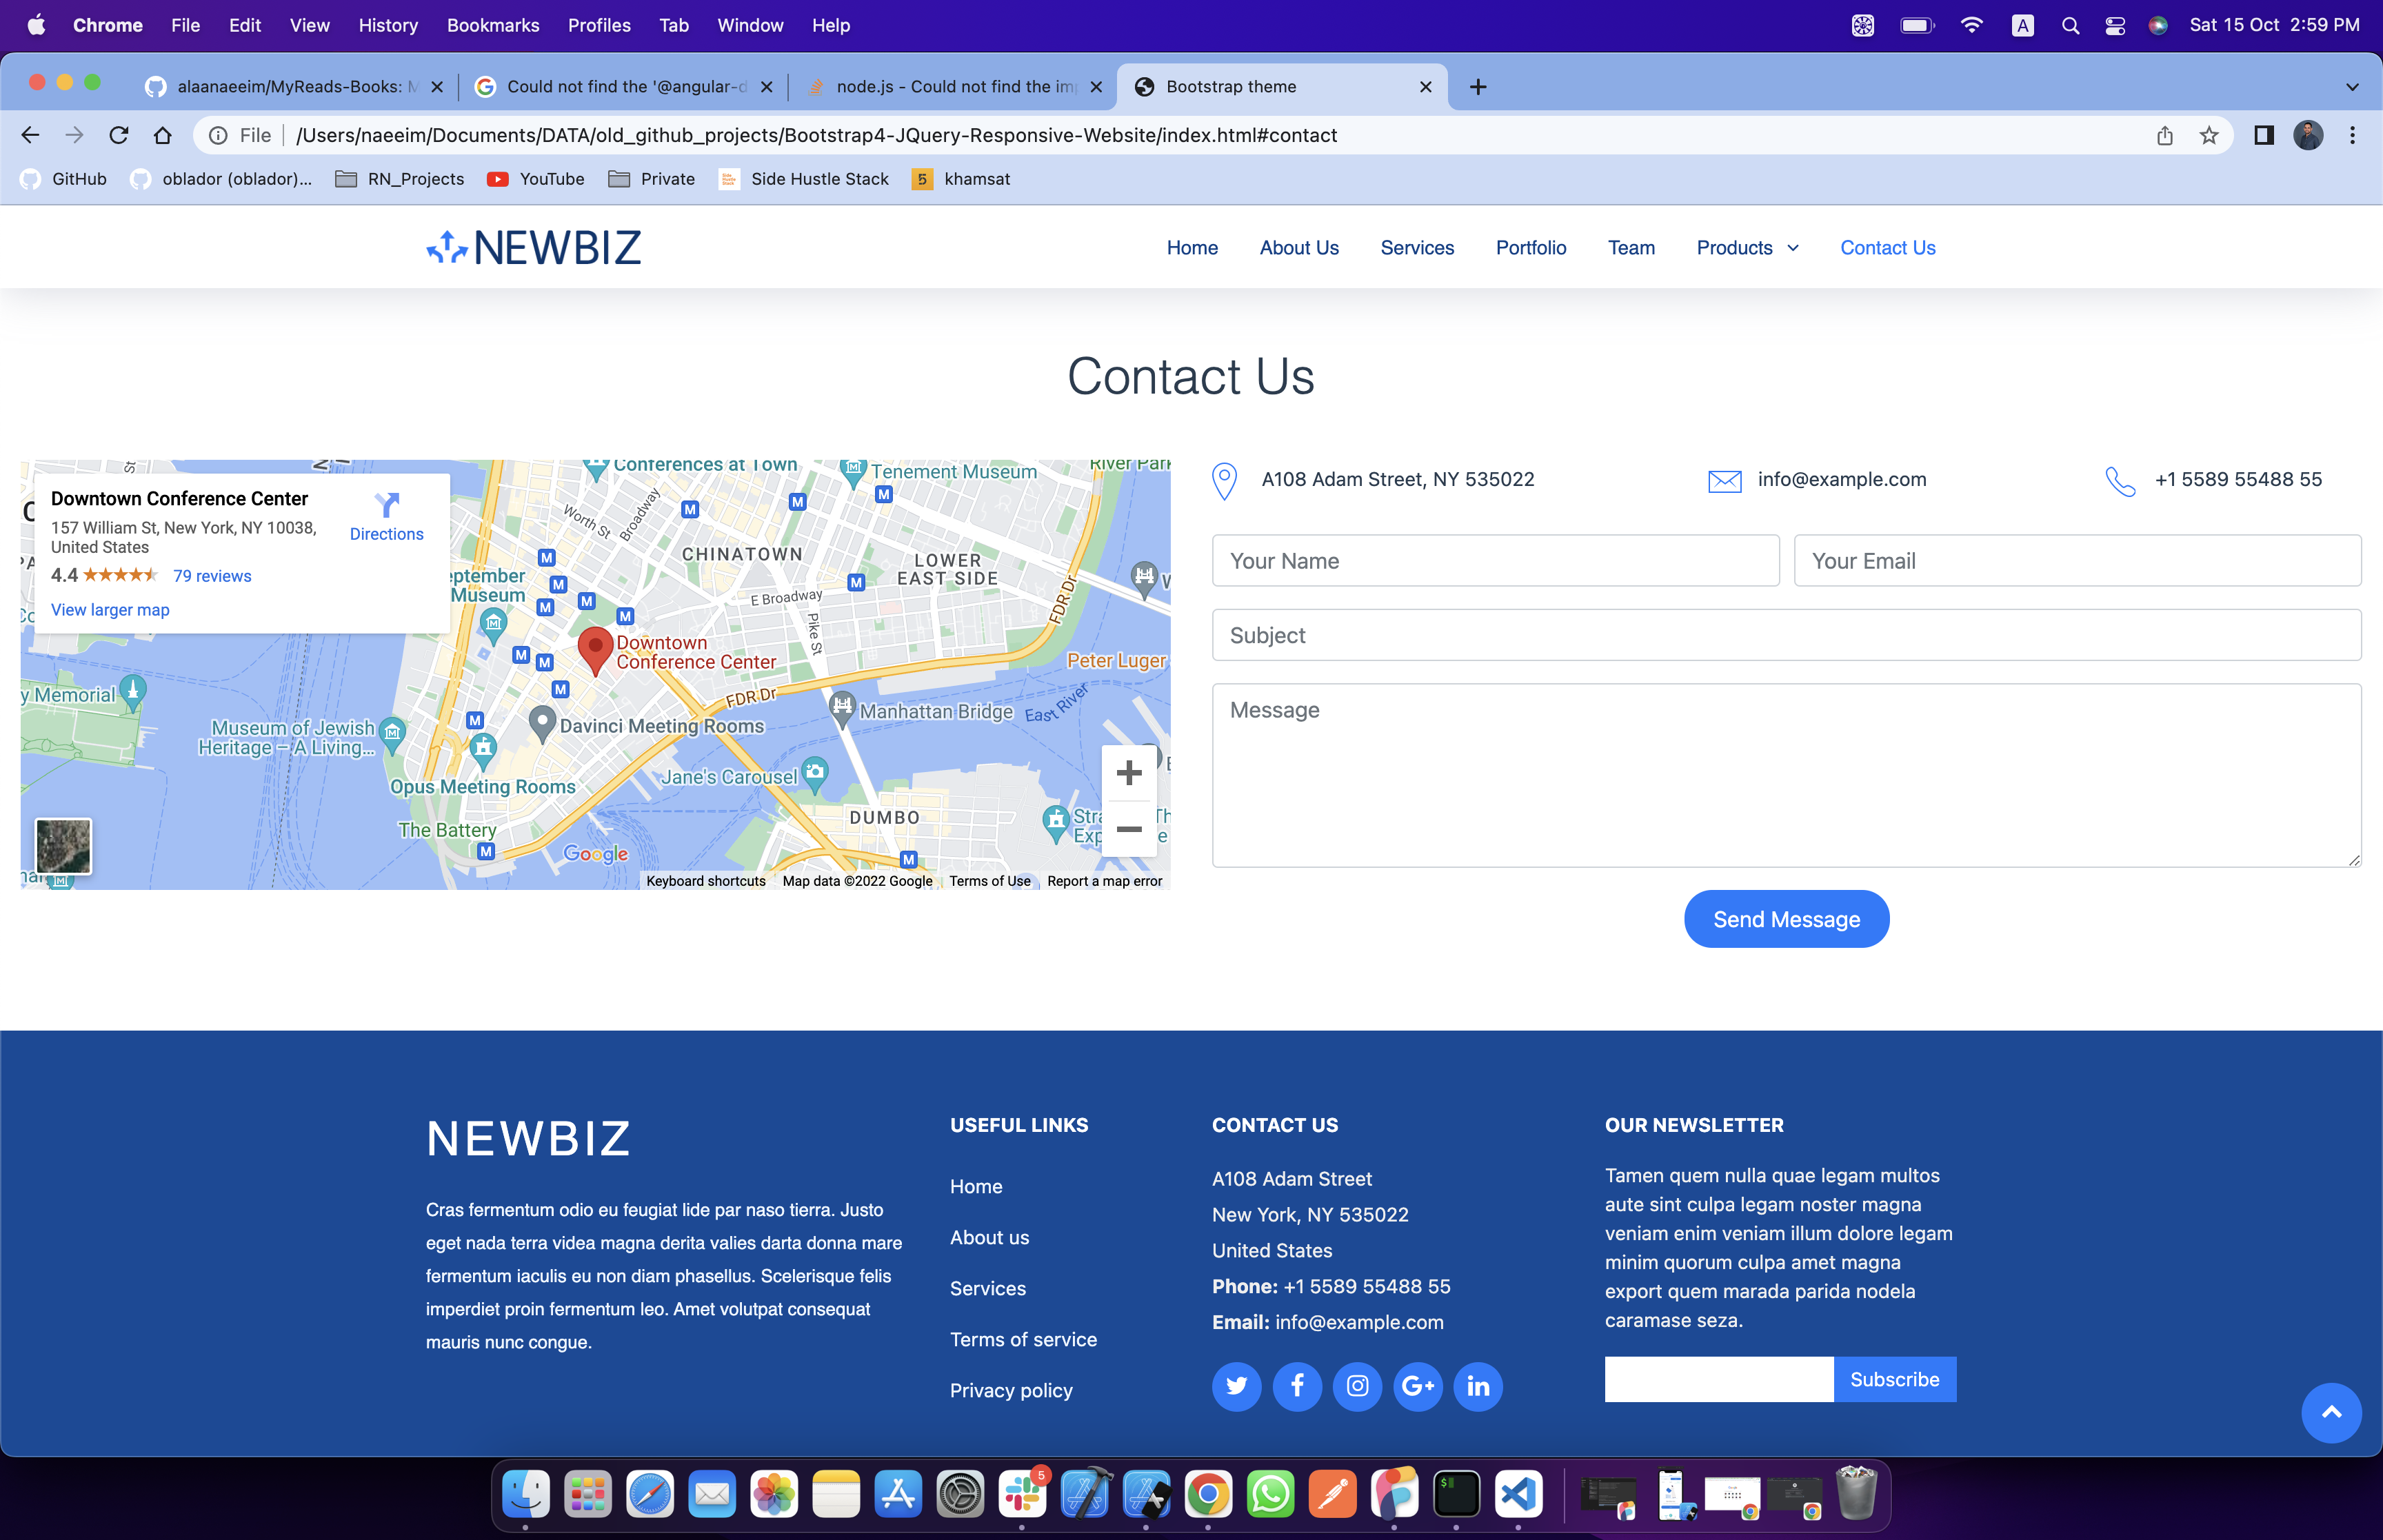 Chrome File Edit View History Bookmarks Profiles Tab Window Help
A
Sat 15 Oct 2:59 PM
alaanaeeim/MyReads-Books: M
Could not find the '@angular-d
node.js - Could not find the im
Bootstrap theme
File /Users/naeeim/Documents/DATA/old_github_projects/Bootstrap4-JQuery-Responsive-Website/index.html#contact
GitHub
oblador (oblador)...
RN_Projects
YouTube
Private
Side Hustle Stack
5 khamsat
NEWBIZ
Home About Us Services Portfolio Team Products Contact Us
Contact Us
Downtown Conference Center
157 William St, New York, NY 10038,
United States
4.4
79 reviews
View larger map
Directions
Conferences at Town
Tenement Museum
River Park
Worth St
Broadway
CHINATOWN
LOWER
EAST SIDE
E Broadway
Pike St
FDR Dr
eptember
Museum
Downtown
Conference Center
Peter Luger
FDR Dr
Manhattan Bridge
East River
y Memorial
Museum of Jewish
Heritage – A Living...
Davinci Meeting Rooms
Opus Meeting Rooms
Jane's Carousel
DUMBO
The Battery
Google
Keyboard shortcuts
Map data ©2022 Google
Terms of Use
Report a map error
A108 Adam Street, NY 535022
info@example.com
+1 5589 55488 55
Your Name
Your Email
Subject
Message
Send Message
NEWBIZ
Cras fermentum odio eu feugiat lide par naso tierra. Justo
eget nada terra videa magna derita valies darta donna mare
fermentum iaculis eu non diam phasellus. Scelerisque felis
imperdiet proin fermentum leo. Amet volutpat consequat
mauris nunc congue.
USEFUL LINKS
Home
About us
Services
Terms of service
Privacy policy
CONTACT US
A108 Adam Street
New York, NY 535022
United States
Phone: +1 5589 55488 55
Email: info@example.com
OUR NEWSLETTER
Tamen quem nulla quae legam multos
aute sint culpa legam noster magna
veniam enim veniam illum dolore legam
minim quorum culpa amet magna
export quem marada parida nodela
caramase seza.
Subscribe
5